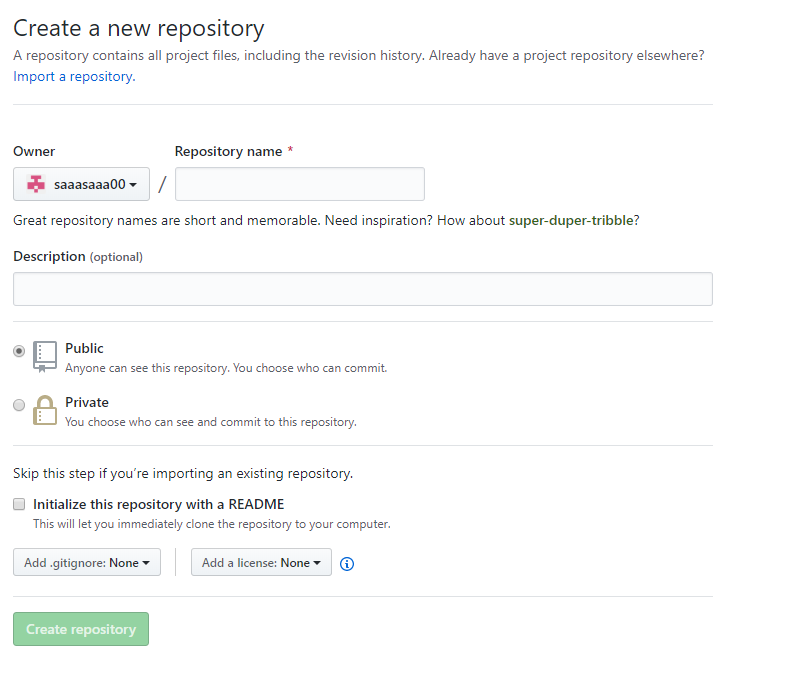 Create a new repository
A repository contains all project files, including the revision history. Already have a project repository elsewhere?
Import a repository.
Owner
Repository name *
saaasaaa00 /
Great repository names are short and memorable. Need inspiration? How about super-duper-tribble?
Description (optional)
Public
Anyone can see this repository. You choose who can commit.
Private
You choose who can see and commit to this repository.
Skip this step if you’re importing an existing repository.
Initialize this repository with a README
This will let you immediately clone the repository to your computer.
Add .gitignore: None
Add a license: None
Create repository